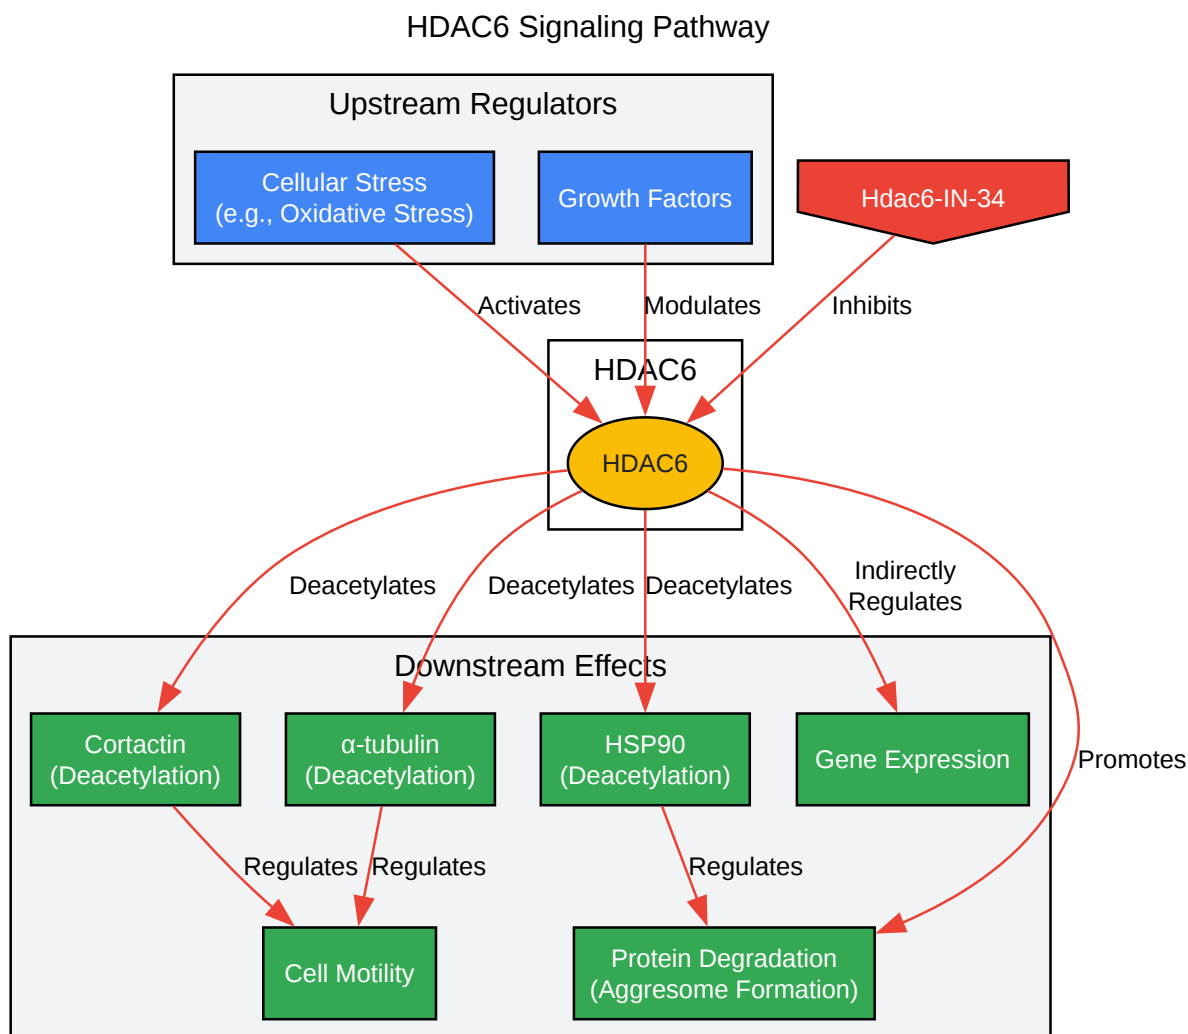 HDAC6 Signaling Pathway
Upstream Regulators
Cellular Stress
(e.g., Oxidative Stress)
Growth Factors
Hdac6-IN-34
Activates
Modulates
Inhibits
HDAC6
HDAC6
Deacetylates
Deacetylates
Deacetylates
Indirectly
Regulates
Downstream Effects
Cortactin
(Deacetylation)
α-tubulin
(Deacetylation)
HSP90
(Deacetylation)
Gene Expression
Promotes
Regulates
Regulates
Regulates
Cell Motility
Protein Degradation
(Aggresome Formation)